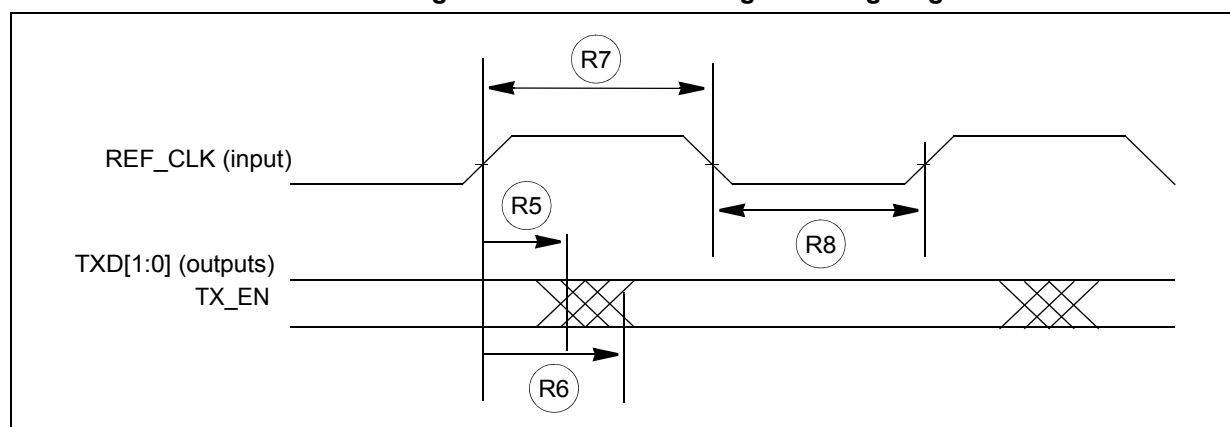 R7
REF_CLK (input)
R5
R8
TXD[1:0] (outputs)
TX_EN
R6